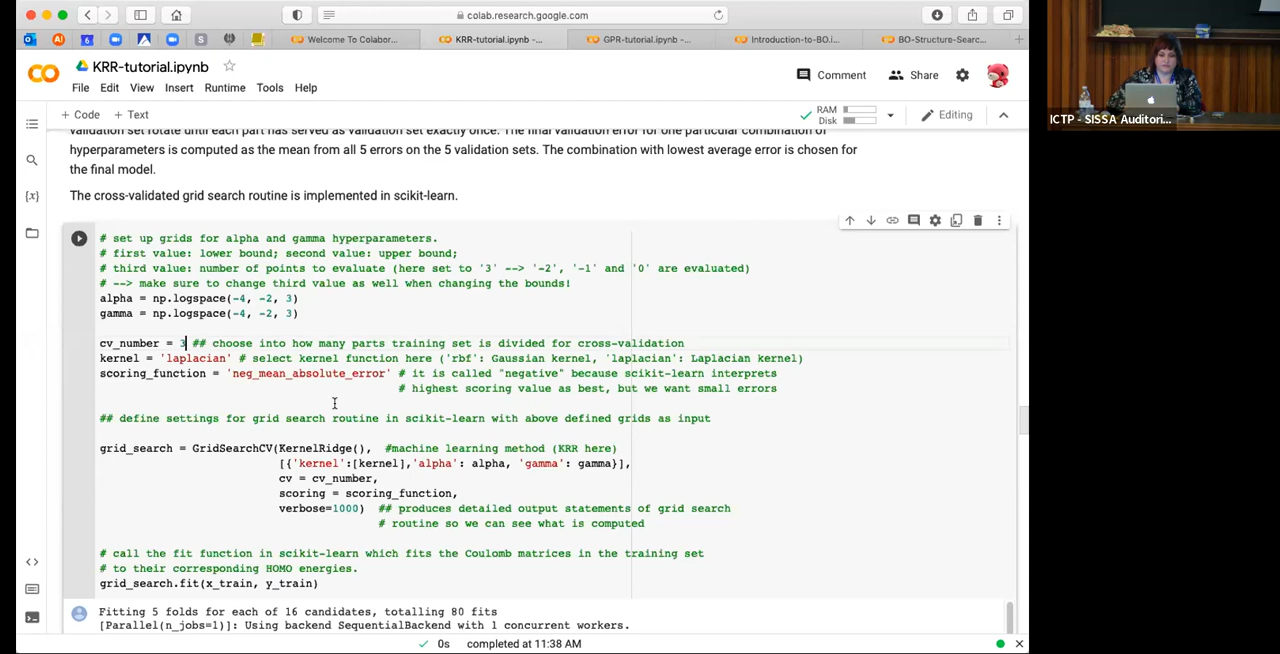 colab.research.google.com
Welcome To Colabor...
KRR-tutorial.ipynb -...
GPR-tutorial.ipynb -...
Introduction-to-BO.i...
BO-Structure-Searc...
KRR-tutorial.ipynb
Comment
Share
File Edit View Insert Runtime Tools Help
+ Code + Text
RAM
Disk
Editing
validation set rotate until each part has served as validation set exactly once. The final validation error for one particular combination of
hyperparameters is computed as the mean from all 5 errors on the 5 validation sets. The combination with lowest average error is chosen for
the final model.
The cross-validated grid search routine is implemented in scikit-learn.
# set up grids for alpha and gamma hyperparameters.
# first value: lower bound; second value: upper bound;
# third value: number of points to evaluate (here set to '3' --> '-2', '-1' and '0' are evaluated)
# --> make sure to change third value as well when changing the bounds!
alpha = np.logspace(-4, -2, 3)
gamma = np.logspace(-4, -2, 3)
cv_number = 3 ## choose into how many parts training set is divided for cross-validation
kernel = 'laplacian' # select kernel function here ('rbf': Gaussian kernel, 'laplacian': Laplacian kernel)
scoring_function = 'neg_mean_absolute_error' # it is called "negative" because scikit-learn interprets
# highest scoring value as best, but we want small errors
## define settings for grid search routine in scikit-learn with above defined grids as input
grid_search = GridSearchCV(KernelRidge(), #machine learning method (KRR here)
[{'kernel':[kernel],'alpha': alpha, 'gamma': gamma}],
cv = cv_number,
scoring = scoring_function,
verbose=1000) ## produces detailed output statements of grid search
# routine so we can see what is computed
# call the fit function in scikit-learn which fits the Coulomb matrices in the training set
# to their corresponding HOMO energies.
grid_search.fit(x_train, y_train)
Fitting 5 folds for each of 16 candidates, totalling 80 fits
[Parallel(n_jobs=1)]: Using backend SequentialBackend with 1 concurrent workers.
0s completed at 11:38 AM
ICTP - SISSA Auditori...